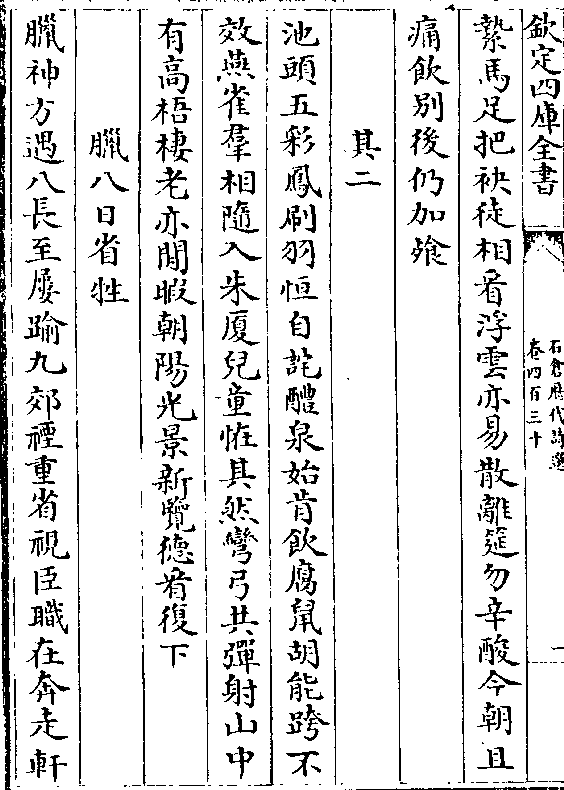 欽定四庫全書
石倉歷代詩選
卷四百三十
一
縶馬足把袂徒相看浮雲亦易散離筵勿辛酸今朝且
痛飲別後仍加飱
其二
池頭五彩鳳刷羽恒自詫醴泉始肯飲腐鼠胡能跨不
效燕雀羣相隨入朱厦兒童恠其然彎弓共彈射山中
有高梧棲老亦閒暇朝陽光景新覽德看復下
臘八日省牲
臘神方遇八長至屢踰九郊禋重省視臣職在奔走軒